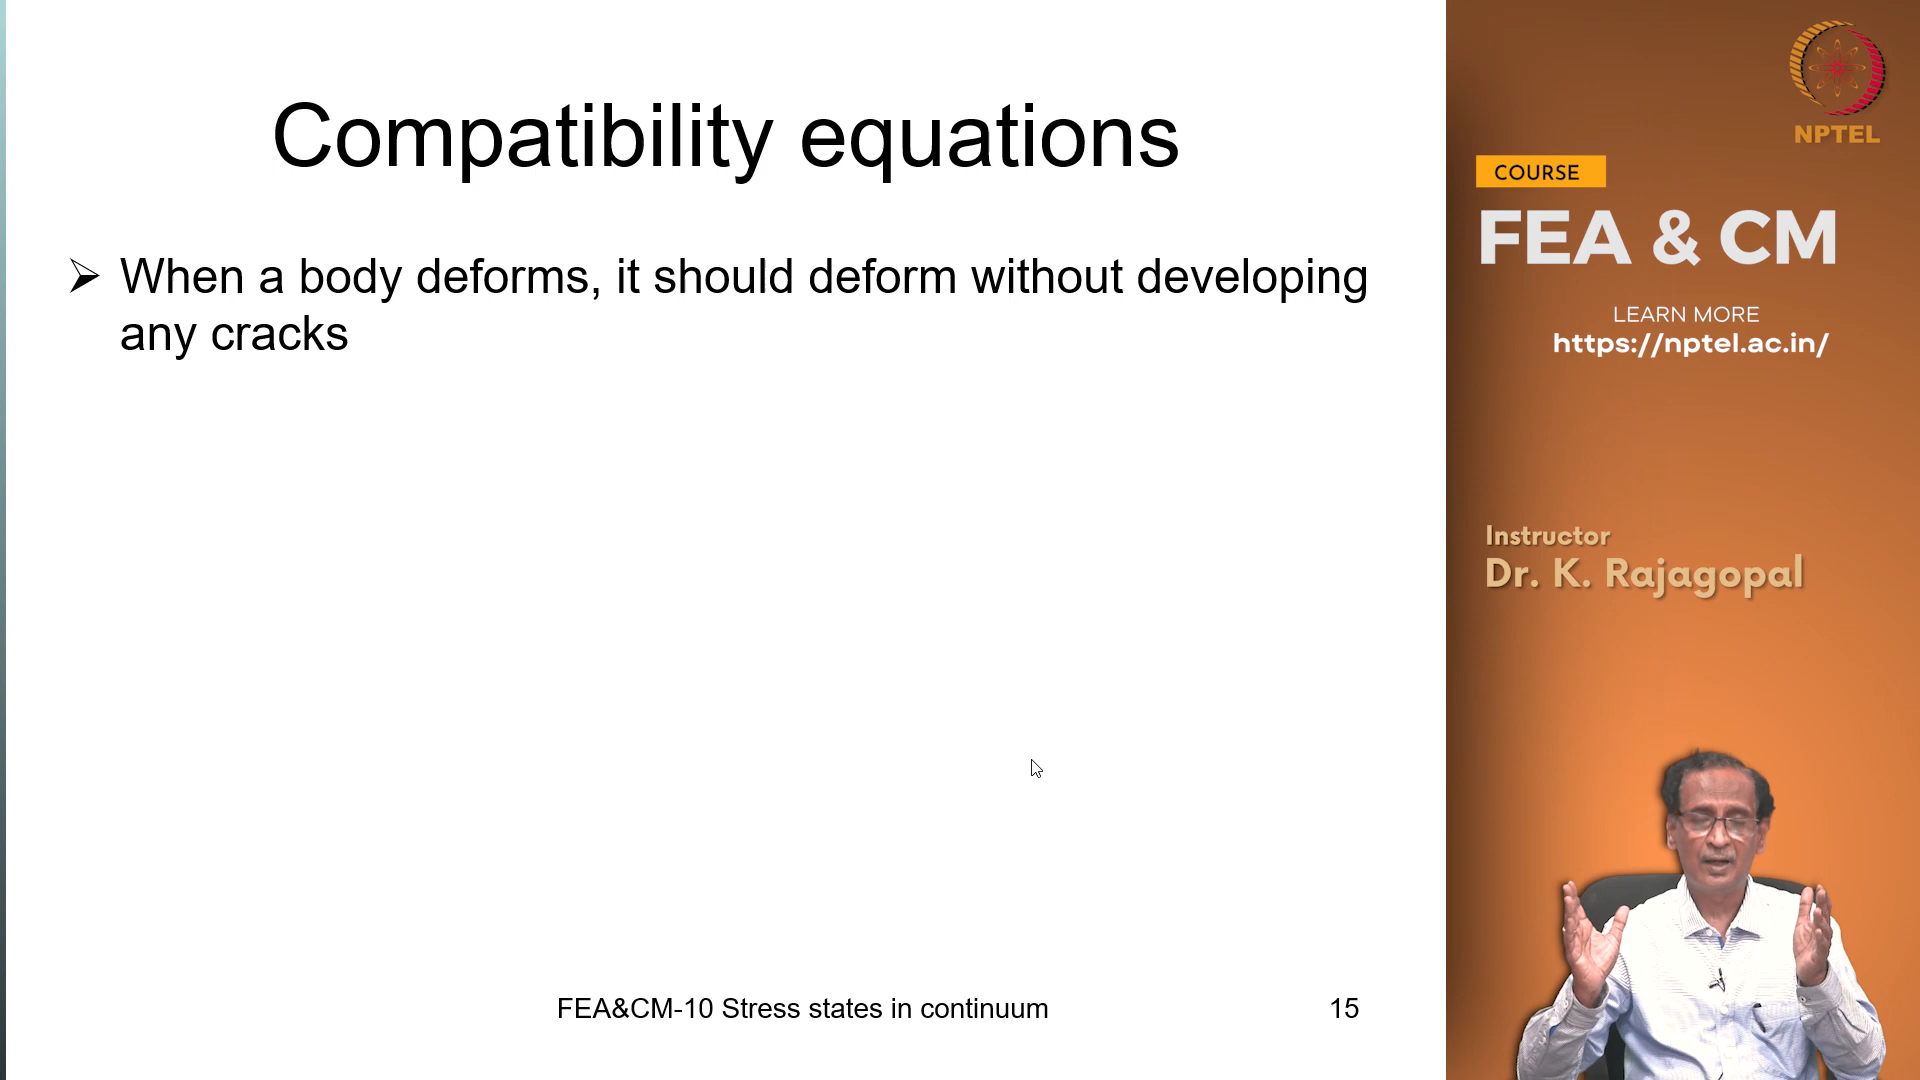 Compatibility equations
➢ When a body deforms, it should deform without developing
any cracks
FEA&CM-10 Stress states in continuum
15
NPTEL
COURSE
FEA & CM
LEARN MORE
https://nptel.ac.in/
Instructor
Dr. K. Rajagopal